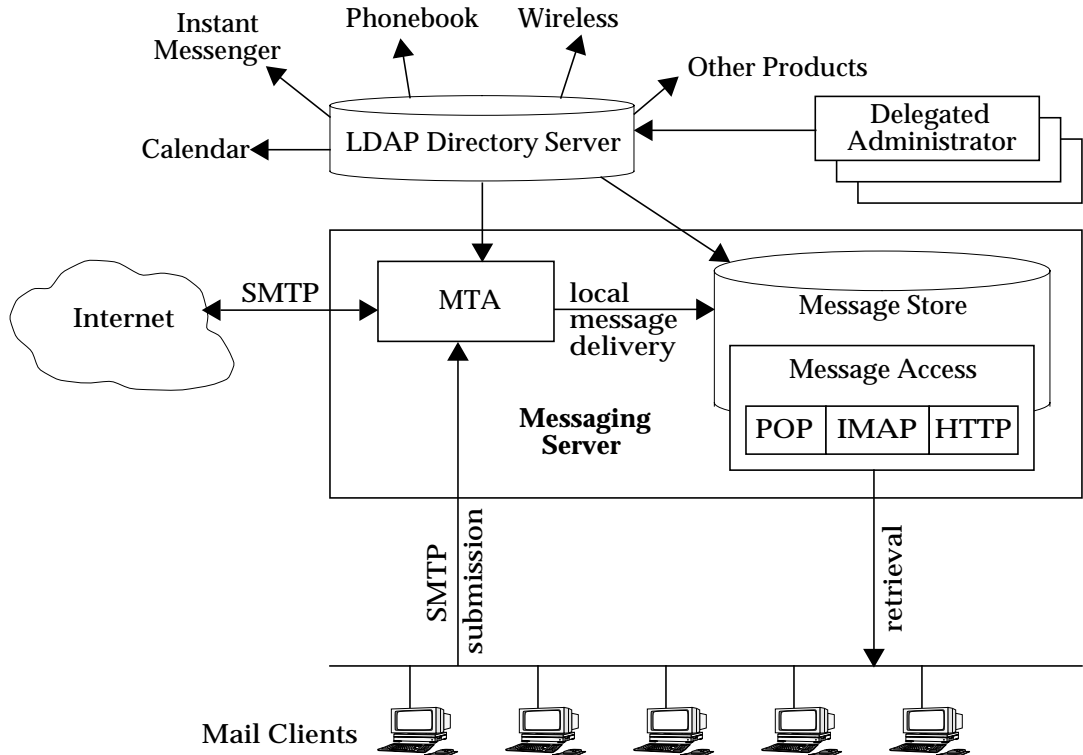 Instant
Messenger
Phonebook
Wireless
Other Products
Calendar
LDAP Directory Server
Delegated
Administrator
Internet
SMTP
MTA
local
message
delivery
Message Store
Message Access
POP
IMAP
HTTP
Messaging
Server
SMTP
submission
retrieval
Mail Clients